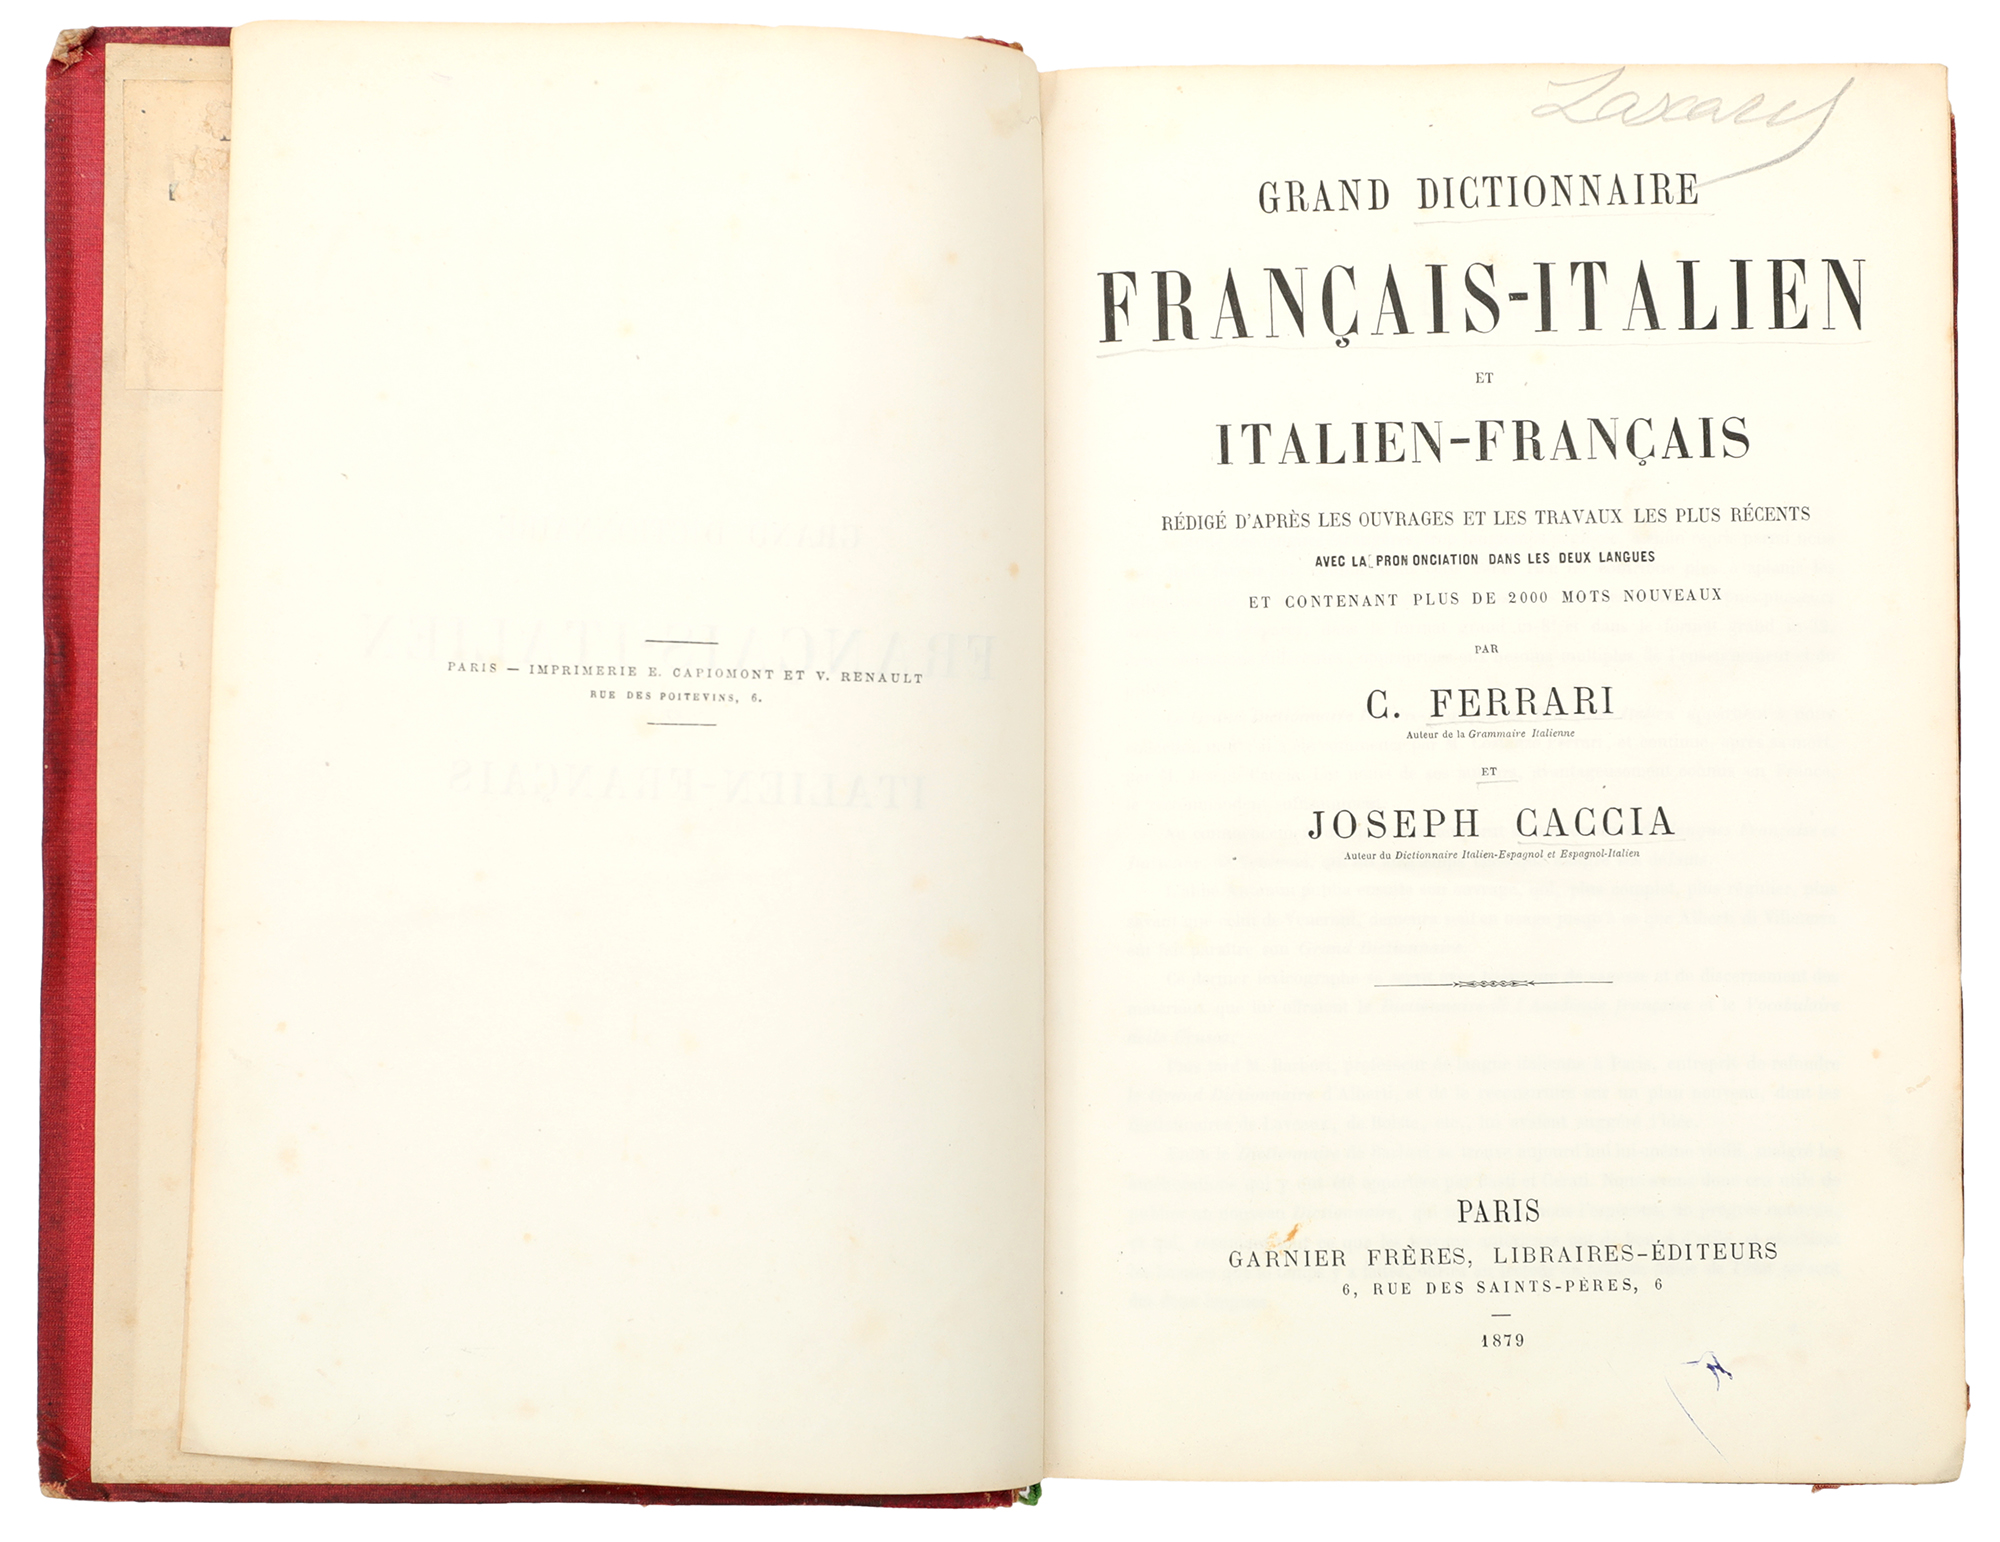 PARIS — IMPRIMERIE E. CAPIOMONT ET V. RENAULT
RUE DES POITEVINS, 6.
GRAND DICTIONNAIRE
FRANÇAIS-ITALIEN
ET
ITALIEN-FRANÇAIS
RÉDIGÉ D'APRÈS LES OUVRAGES ET LES TRAVAUX LES PLUS RÉCENTS
AVEC LA PRONONCIATION DANS LES DEUX LANGUES
ET CONTENANT PLUS DE 2000 MOTS NOUVEAUX
PAR
C. FERRARI
Auteur de la Grammaire Italienne
ET
JOSEPH CACCIA
Auteur du Dictionnaire Italien-Espagnol et Espagnol-Italien
PARIS
GARNIER FRÈRES, LIBRAIRES-ÉDITEURS
6, RUE DES SAINTS-PÈRES, 6
1879